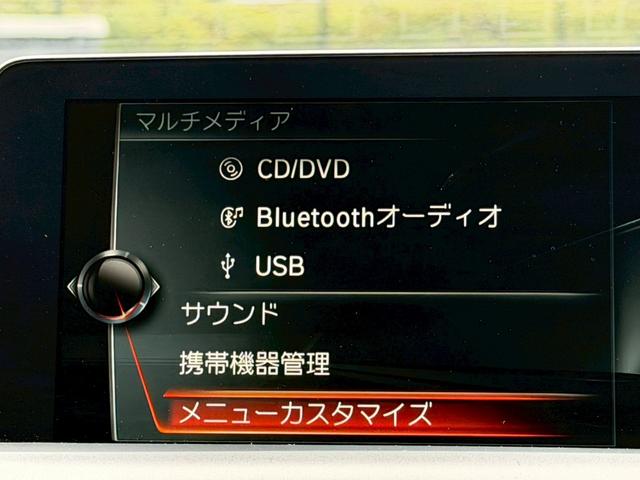 マルチメディア
CD/DVD
Bluetoothオーディオ
USB
サウンド
携帯機器管理
メニューカスタマイズ